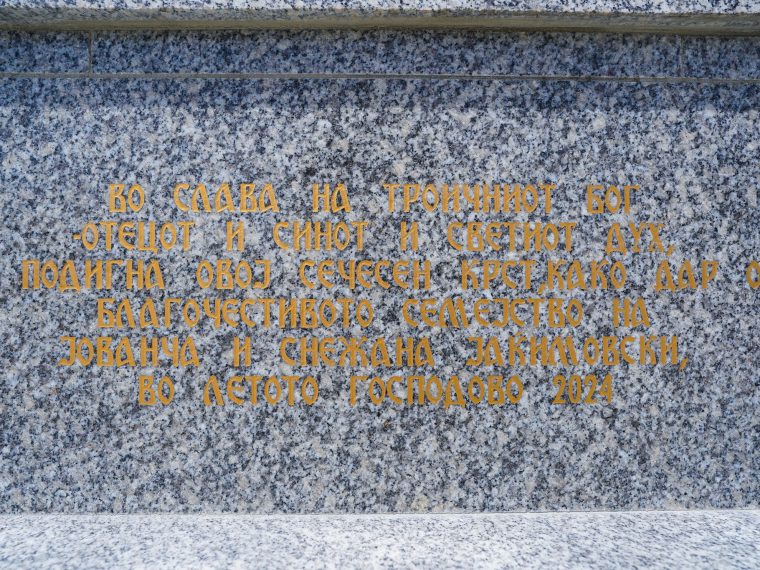 ВО СЛАВА НА ТРОИЧНИОТ БОГ
-ОТЕЦОТ И СИНОТ И СВЕТИОТ ДУХ,
ПОДИГНА ОВОЈ СЕЧЕСЕН КРСТ,КАКО ДАР
БЛАГОЧЕСТИВОТО СЕМЕЈСТВО НА
ЈОВАНЧА И СНЕЖАНА ЈАКИМОВСКИ,
ВО ЛЕТОТО ГОСПОДОВО 2024